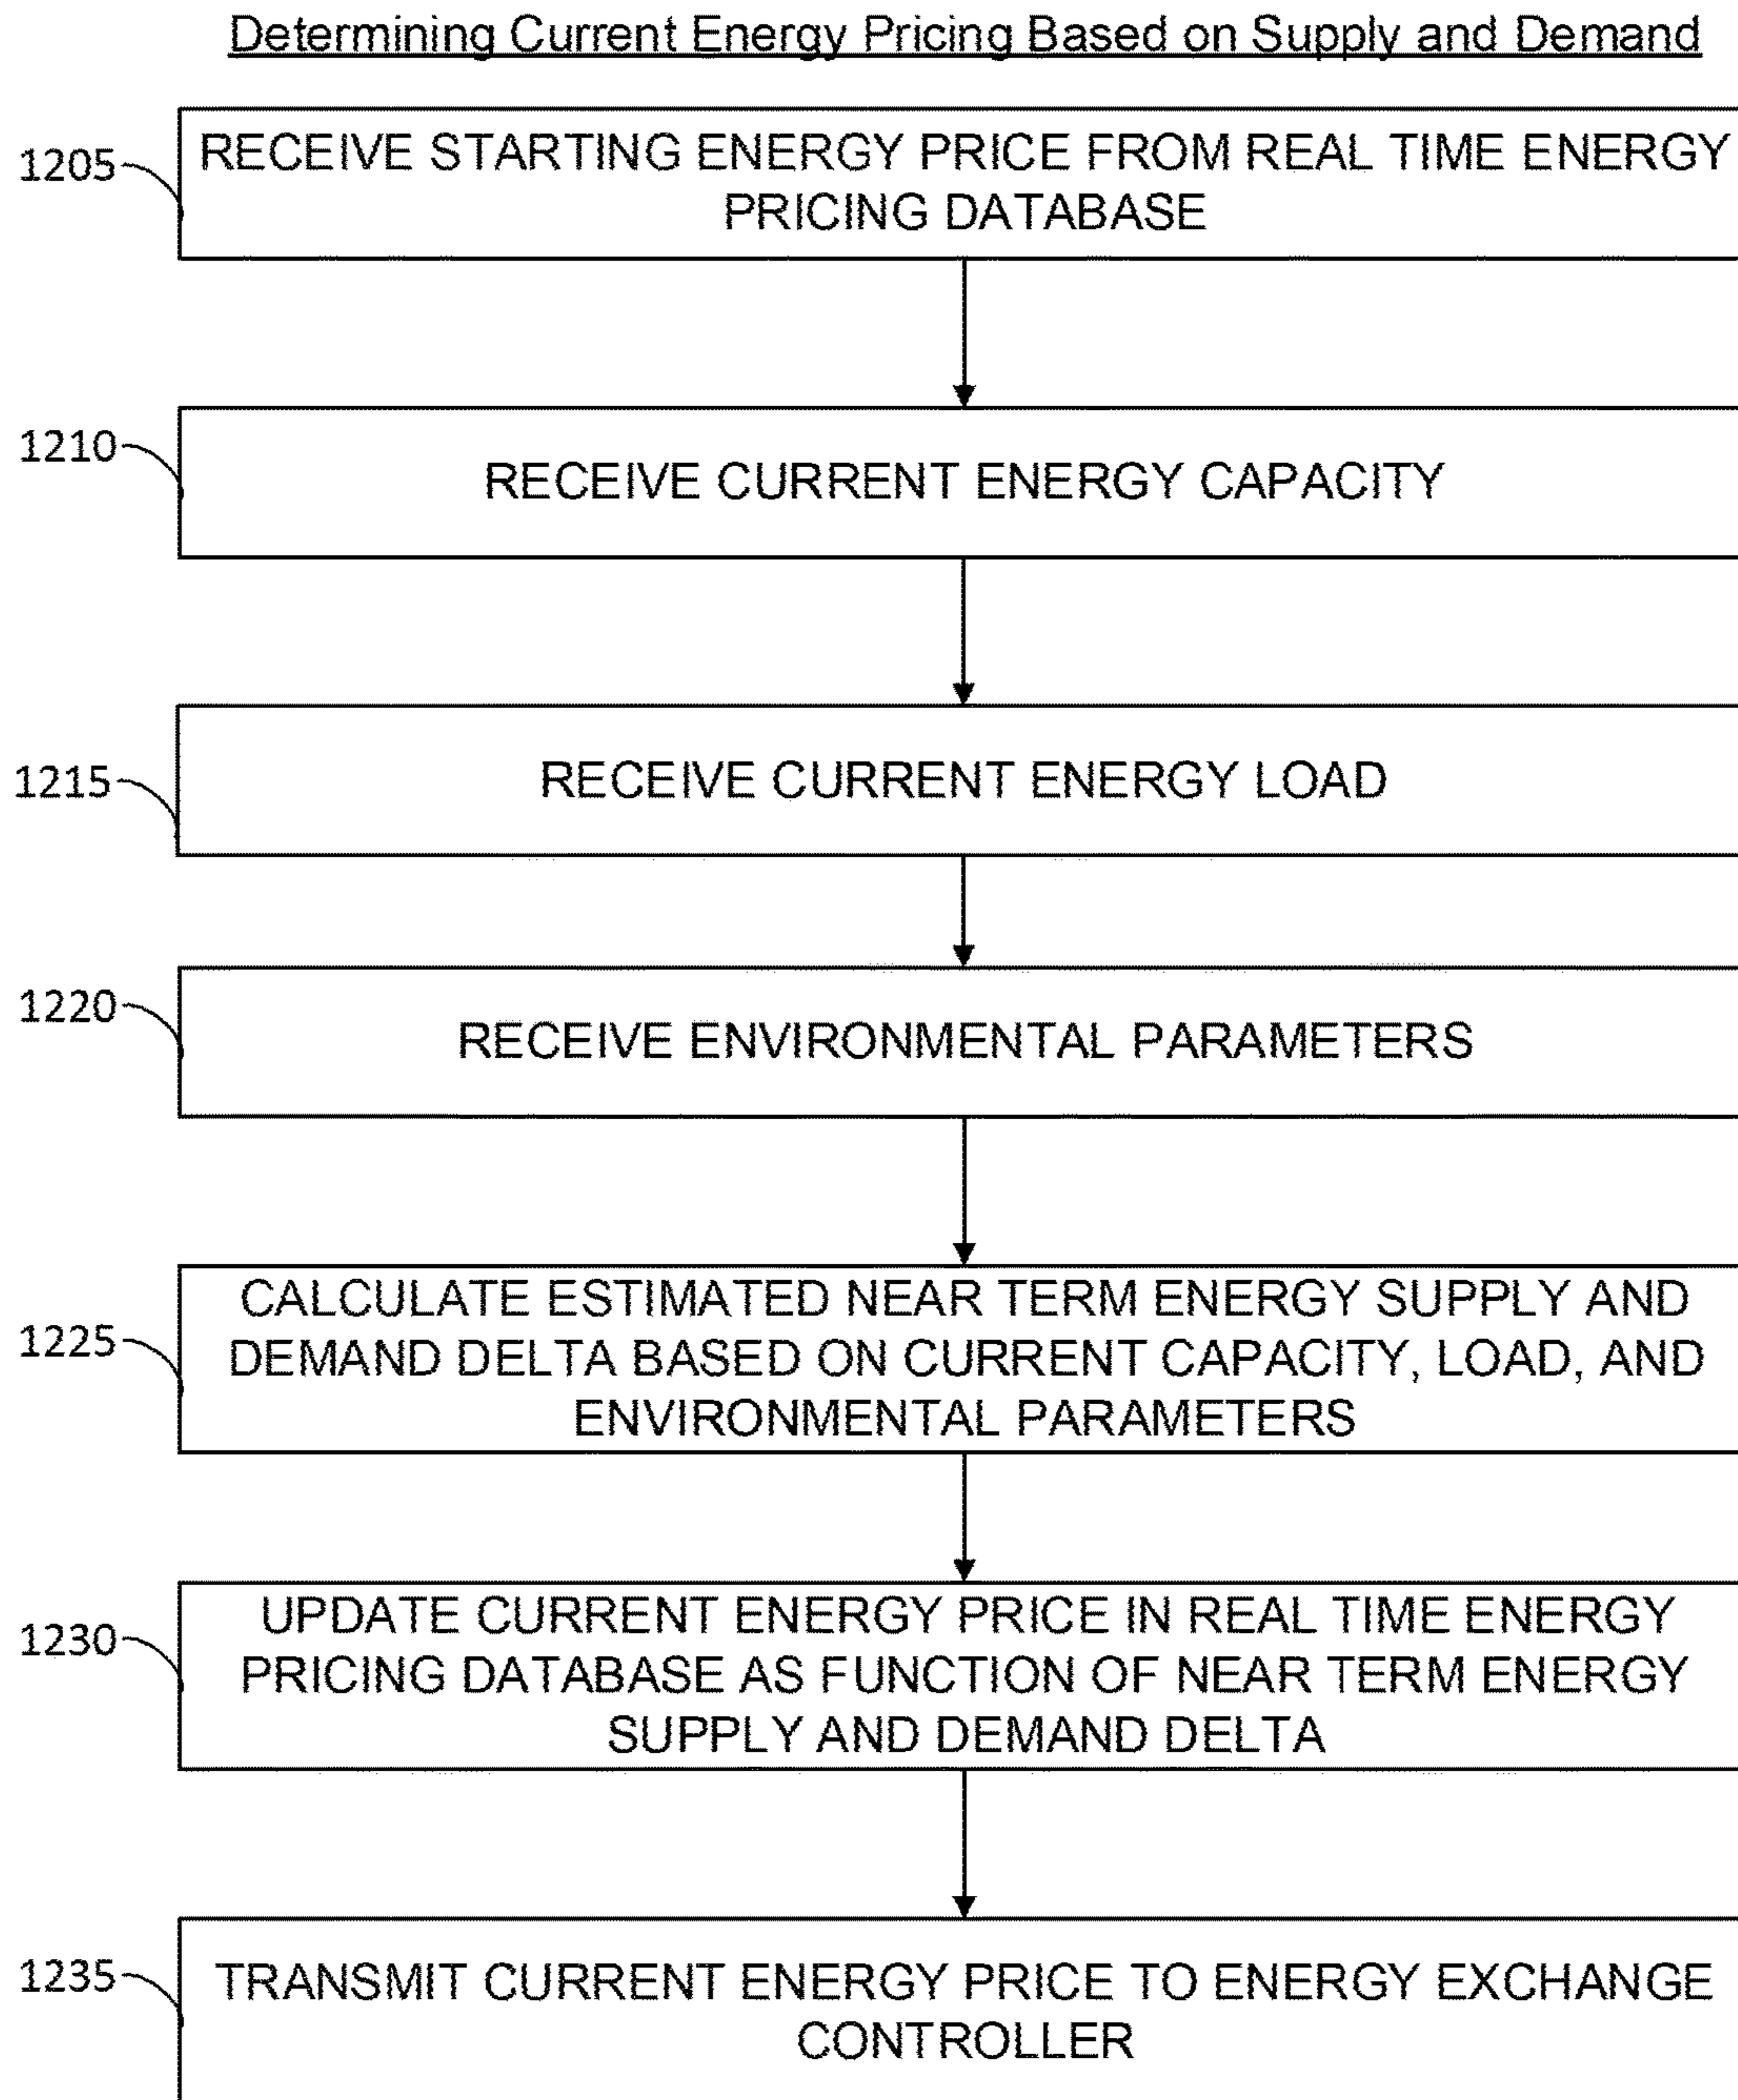 Determining Current Energy Pricing Based on Supply and Demand
1205
RECEIVE STARTING ENERGY PRICE FROM REAL TIME ENERGY
PRICING DATABASE
1210
RECEIVE CURRENT ENERGY CAPACITY
1215
RECEIVE CURRENT ENERGY LOAD
1220
RECEIVE ENVIRONMENTAL PARAMETERS
1225
CALCULATE ESTIMATED NEAR TERM ENERGY SUPPLY AND
DEMAND DELTA BASED ON CURRENT CAPACITY, LOAD, AND
ENVIRONMENTAL PARAMETERS
1230
UPDATE CURRENT ENERGY PRICE IN REAL TIME ENERGY
PRICING DATABASE AS FUNCTION OF NEAR TERM ENERGY
SUPPLY AND DEMAND DELTA
1235
TRANSMIT CURRENT ENERGY PRICE TO ENERGY EXCHANGE
CONTROLLER